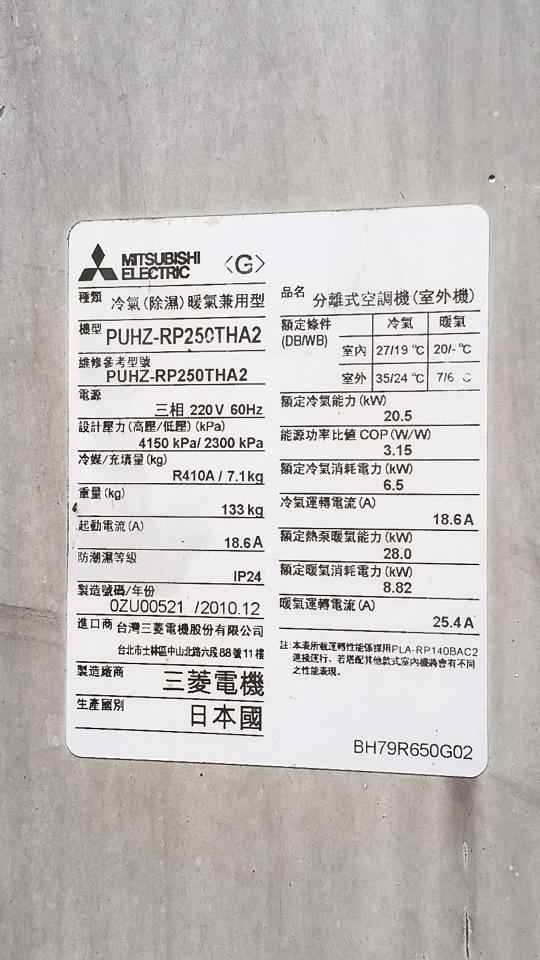 MITSUBISHI
ELECTRIC
〈G〉
種類 冷氣(除濕)暖氣兼用型
機型 PUHZ-RP250THA2
維修參考型號
PUHZ-RP250THA2
電源
三相 220V 60Hz
設計壓力(高壓/低壓)(kPa)
4150 kPa/ 2300 kPa
冷媒/充填量(kg)
R410A / 7.1kg
重量(kg)
133kg
起動電流(A)
18.6A
防潮濕等級
IP24
製造號碼/年份
0ZU00521 /2010.12
進口商 台灣三菱電機股份有限公司
台北市士林區中山北路六段88號11樓
製造廠商 三菱電機
生產國別 日本國
品名 分離式空調機(室外機)
額定條件 (DB/WB) 冷氣 暖氣
室內 27/19 ℃ 20/- ℃
室外 35/24 ℃ 7/6
額定冷氣能力(kW)
20.5
能源功率比值 COP(W/W)
3.15
額定冷氣消耗電力(kW)
6.5
冷氣運轉電流(A)
18.6A
額定熱泵暖氣能力(kW)
28.0
額定暖氣消耗電力(kW)
8.82
暖氣運轉電流(A)
25.4A
註:本表所載運轉性能係採用PLA-RP140BAC2
連接運行、若搭配其他款式室內機將會有不同
之性能表現。
BH79R650G02